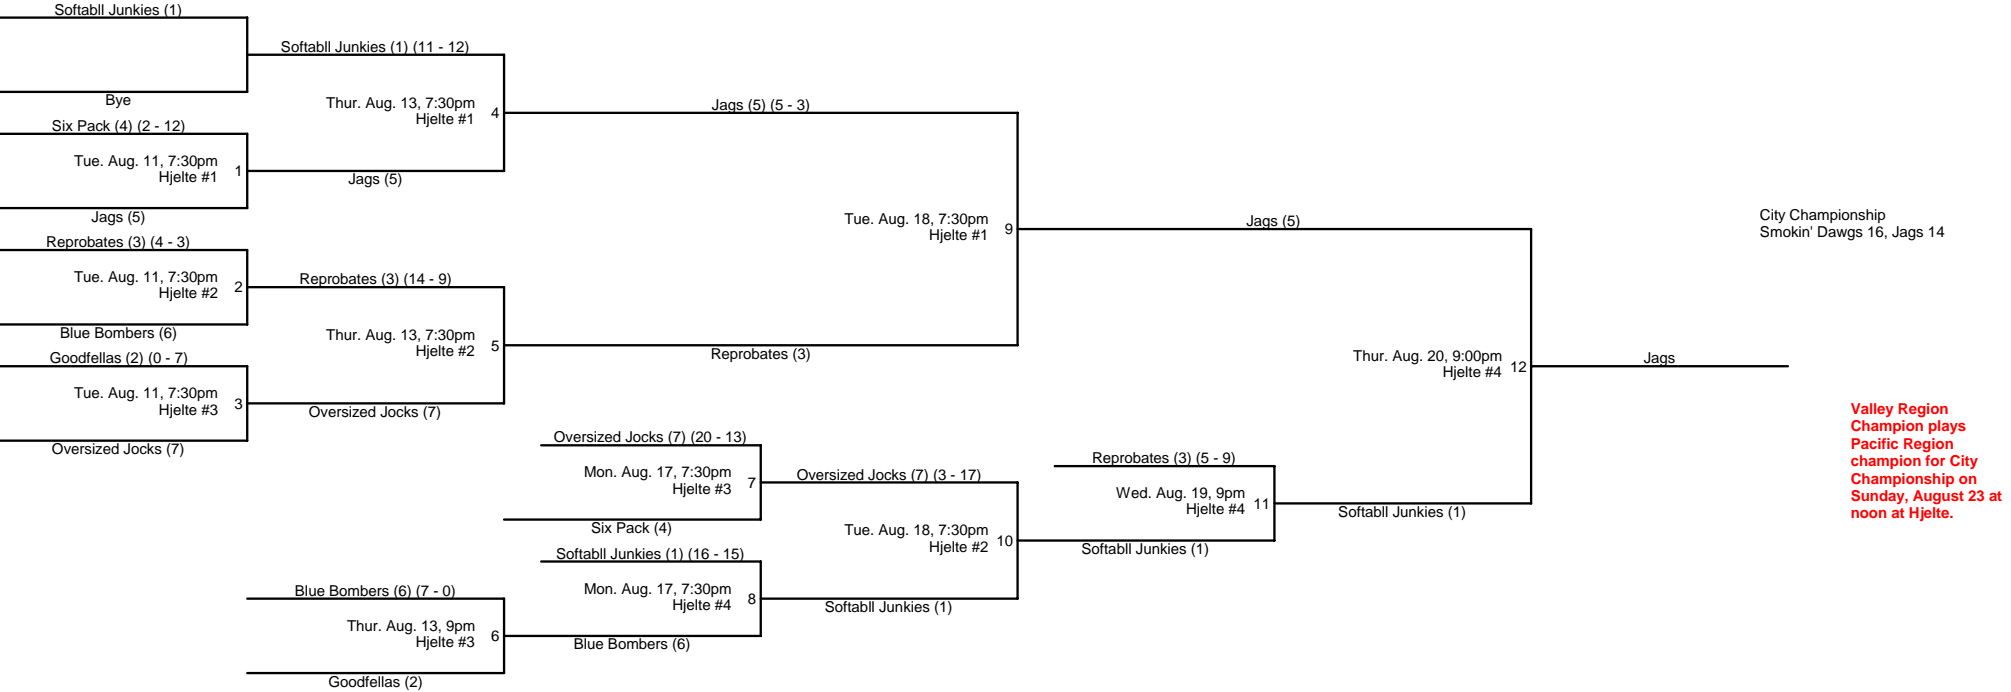 Softabll Junkies (1)
Bye
Softabll Junkies (1) (11 - 12)
Six Pack (4) (2 - 12)
Tue. Aug. 11, 7:30pm
Hjelte #1
1
Jags (5)
Thur. Aug. 13, 7:30pm
Hjelte #1
4
Jags (5)
Reprobates (3) (4 - 3)
Tue. Aug. 11, 7:30pm
Hjelte #2
2
Blue Bombers (6)
Reprobates (3) (14 - 9)
Goodfellas (2) (0 - 7)
Tue. Aug. 11, 7:30pm
Hjelte #3
3
Oversized Jocks (7)
Thur. Aug. 13, 7:30pm
Hjelte #2
5
Oversized Jocks (7)
Blue Bombers (6) (7 - 0)
Thur. Aug. 13, 9pm
Hjelte #3
6
Goodfellas (2)
Jags (5) (5 - 3)
Tue. Aug. 18, 7:30pm
Hjelte #1
9
Reprobates (3)
Oversized Jocks (7) (20 - 13)
Mon. Aug. 17, 7:30pm
Hjelte #3
7
Six Pack (4)
Softabll Junkies (1) (16 - 15)
Mon. Aug. 17, 7:30pm
Hjelte #4
8
Blue Bombers (6)
Oversized Jocks (7) (3 - 17)
Tue. Aug. 18, 7:30pm
Hjelte #2
10
Softabll Junkies (1)
Reprobates (3) (5 - 9)
Wed. Aug. 19, 9pm
Hjelte #4
11
Softabll Junkies (1)
Jags (5)
Thur. Aug. 20, 9:00pm
Hjelte #4
12
Softabll Junkies (1)
Jags
City Championship
Smokin' Dawgs 16, Jags 14
Valley Region
Champion plays
Pacific Region
champion for City
Championship on
Sunday, August 23 at
noon at Hjelte.